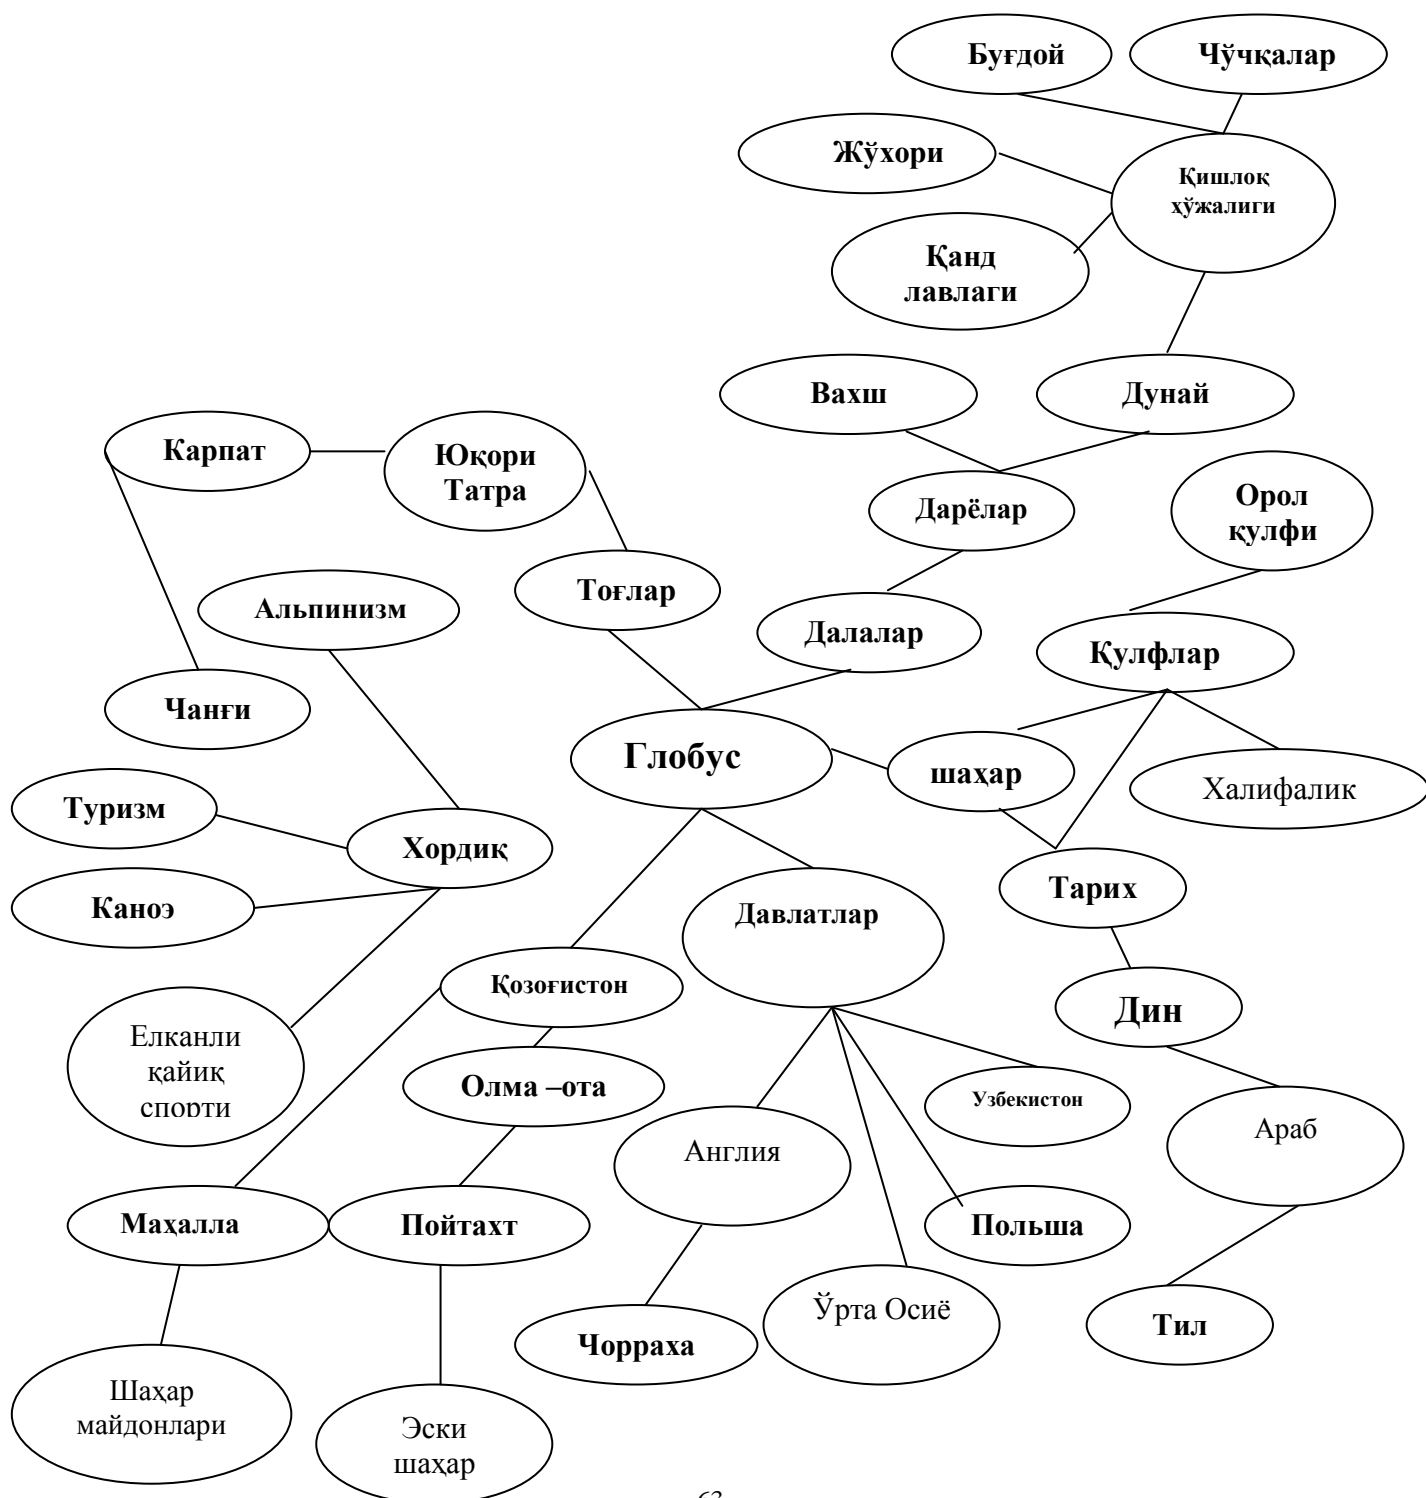 Буғдой
Чўчқалар
Жўхори
Қишлоқ
ҳўжалиги
Қанд
лавлаги
Вахш
Дунай
Карпат
Юқори
Татра
Дарёлар
Орол
қулфи
Тоғлар
Альпинизм
Далалар
Қулфлар
Чанғи
Глобус
шаҳар
Халифалик
Туризм
Хордиқ
Тарих
Каноэ
Давлатлар
Қозоғистон
Дин
Елканли
қайиқ
спорти
Олма –ота
Узбекистон
Араб
Англия
Маҳалла
Пойтахт
Польша
Ўрта Осиё
Тил
Чорраха
Шаҳар
майдонлари
Эски
шаҳар
63